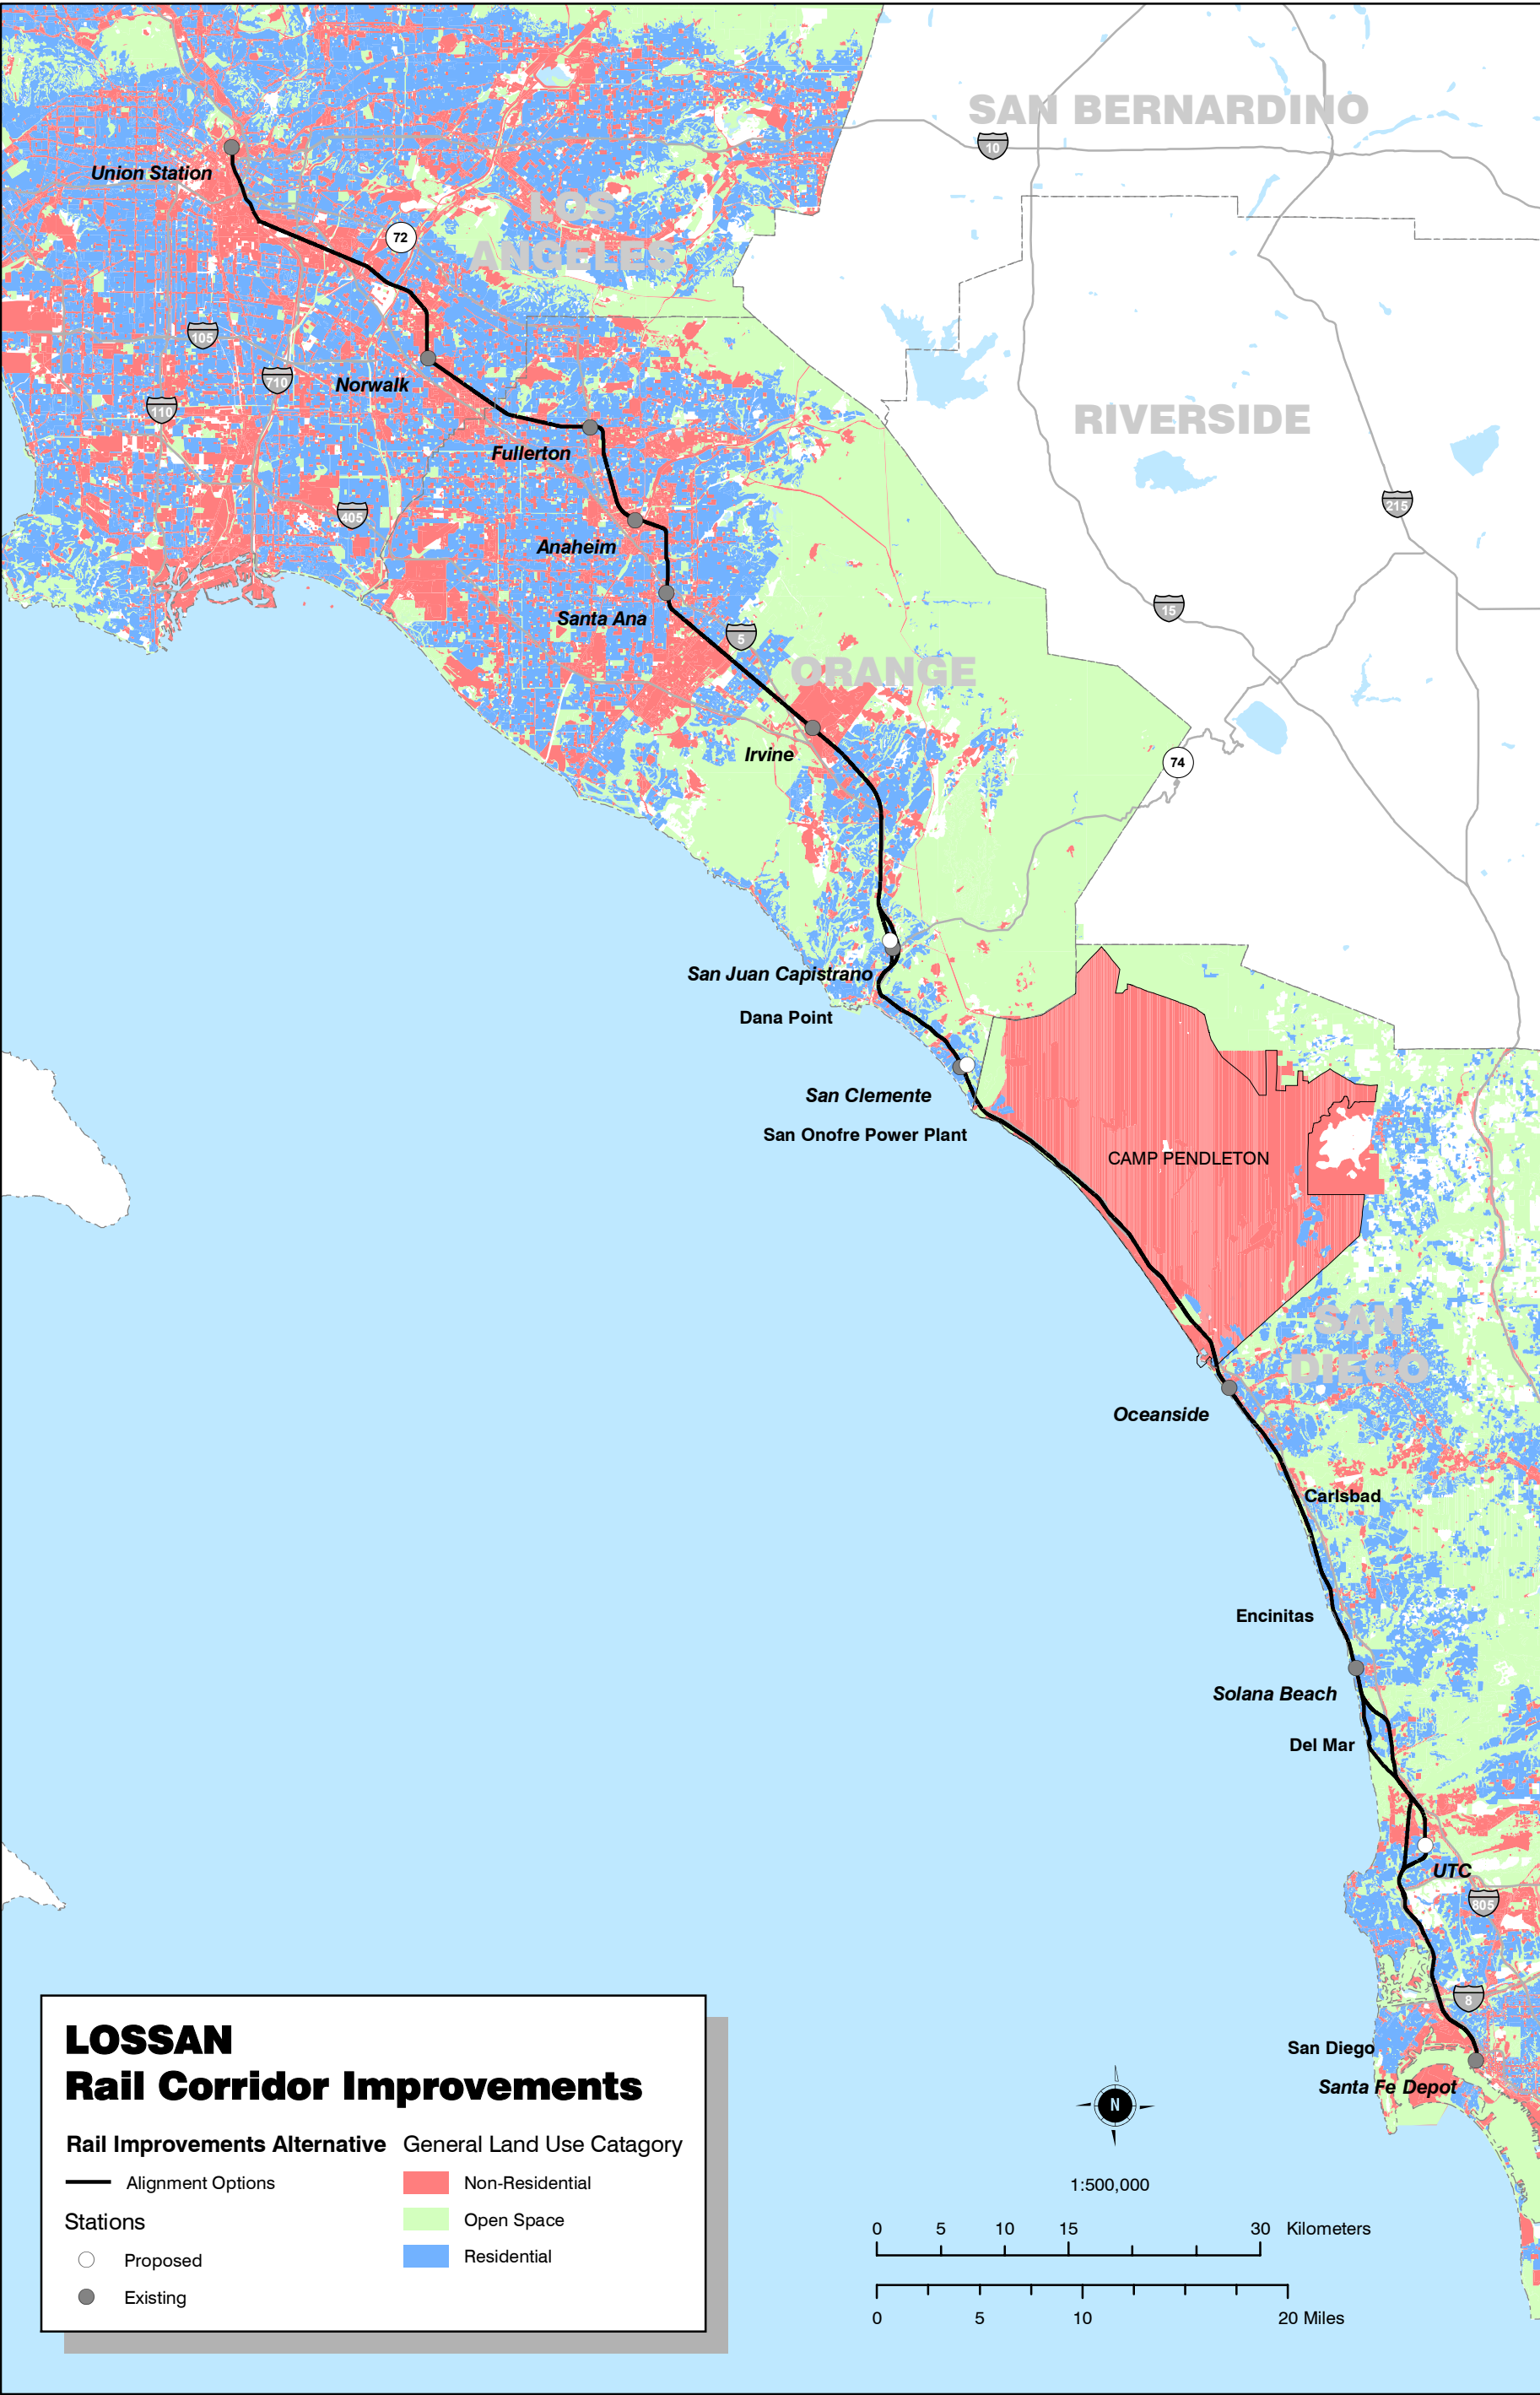 SAN BERNARDINO
10
Union Station
LOS
ANGELES
72
105
710
Norwalk
110
RIVERSIDE
Fullerton
405
215
Anaheim
Santa Ana
15
5
ORANGE
Irvine
74
San Juan Capistrano
Dana Point
San Clemente
San Onofre Power Plant
CAMP PENDLETON
SAN
DIEGO
Oceanside
Carlsbad
Encinitas
Solana Beach
Del Mar
UTC
805
8
San Diego
Santa Fe Depot
LOSSAN
Rail Corridor Improvements
Rail Improvements Alternative
Alignment Options
Stations
Proposed
Existing
General Land Use Catagory
Non-Residential
Open Space
Residential
N
1:500,000
0 5 10 15 30 Kilometers
0 5 10 20 Miles